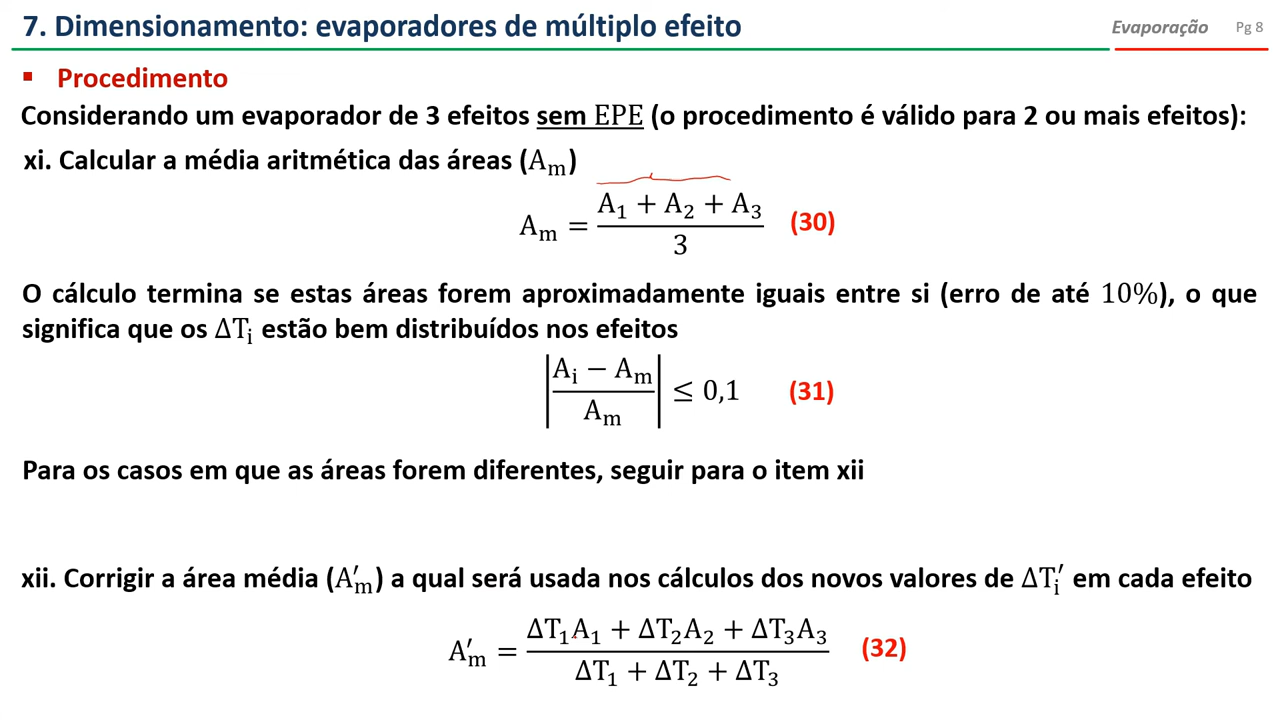 7. Dimensionamento: evaporadores de múltiplo efeito
Evaporação Pg 8
▪ Procedimento
Considerando um evaporador de 3 efeitos sem EPE (o procedimento é válido para 2 ou mais efeitos):
xi. Calcular a média aritmética das áreas (Aₘ)
Aₘ = (A₁ + A₂ + A₃) / 3 (30)
O cálculo termina se estas áreas forem aproximadamente iguais entre si (erro de até 10%), o que
significa que os ΔTᵢ estão bem distribuídos nos efeitos
|(Aᵢ − Aₘ) / Aₘ| ≤ 0,1 (31)
Para os casos em que as áreas forem diferentes, seguir para o item xii
xii. Corrigir a área média (A′ₘ) a qual será usada nos cálculos dos novos valores de ΔTᵢ′ em cada efeito
A′ₘ = (ΔT₁A₁ + ΔT₂A₂ + ΔT₃A₃) / (ΔT₁ + ΔT₂ + ΔT₃) (32)